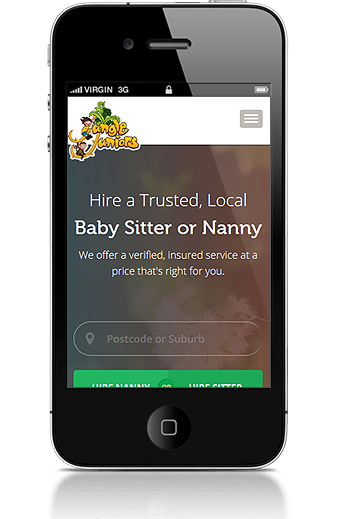 VIRGIN 3G
Jungle
Juniors
Hire a Trusted, Local
Baby Sitter or Nanny
We offer a verified, insured service at a
price that's right for you.
Postcode or Suburb
HIRE NANNY OR HIRE SITTER